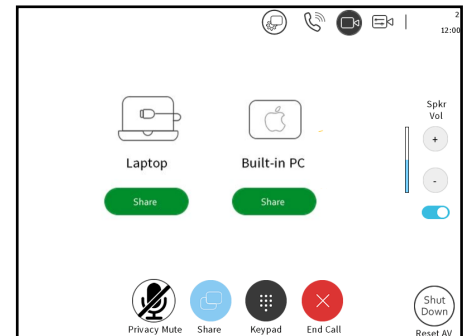 2
12:00
Spkr
Vol
+
-
Laptop
Built-in PC
Share
Share
Shut
Down
Privacy Mute
Share
Keypad
End Call
Reset AV